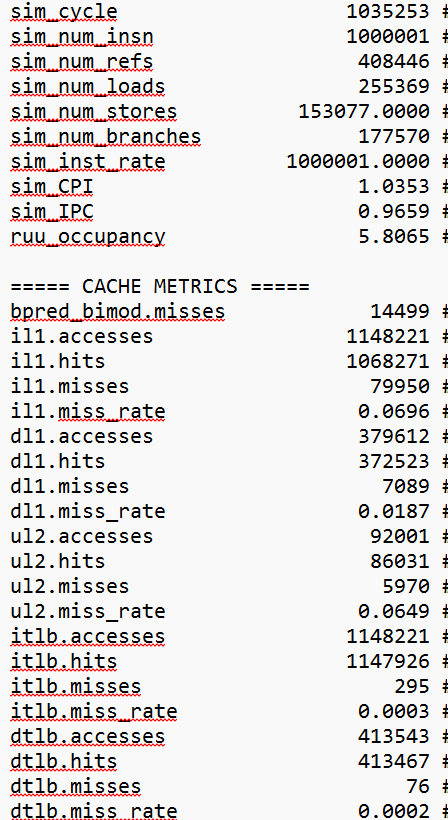 sim_cycle 1035253 #
sim_num_insn 1000001 #
sim_num_refs 408446 #
sim_num_loads 255369 #
sim_num_stores 153077.0000 #
sim_num_branches 177570 #
sim_inst_rate 1000001.0000 #
sim_CPI 1.0353 #
sim_IPC 0.9659 #
ruu_occupancy 5.8065 #
===== CACHE METRICS =====
bpred_bimod.misses 14499 #
il1.accesses 1148221 #
il1.hits 1068271 #
il1.misses 79950 #
il1.miss_rate 0.0696 #
dl1.accesses 379612 #
dl1.hits 372523 #
dl1.misses 7089 #
dl1.miss_rate 0.0187 #
ul2.accesses 92001 #
ul2.hits 86031 #
ul2.misses 5970 #
ul2.miss_rate 0.0649 #
itlb.accesses 1148221 #
itlb.hits 1147926 #
itlb.misses 295 #
itlb.miss_rate 0.0003 #
dtlb.accesses 413543 #
dtlb.hits 413467 #
dtlb.misses 76 #
dtlb.miss_rate 0.0002 #